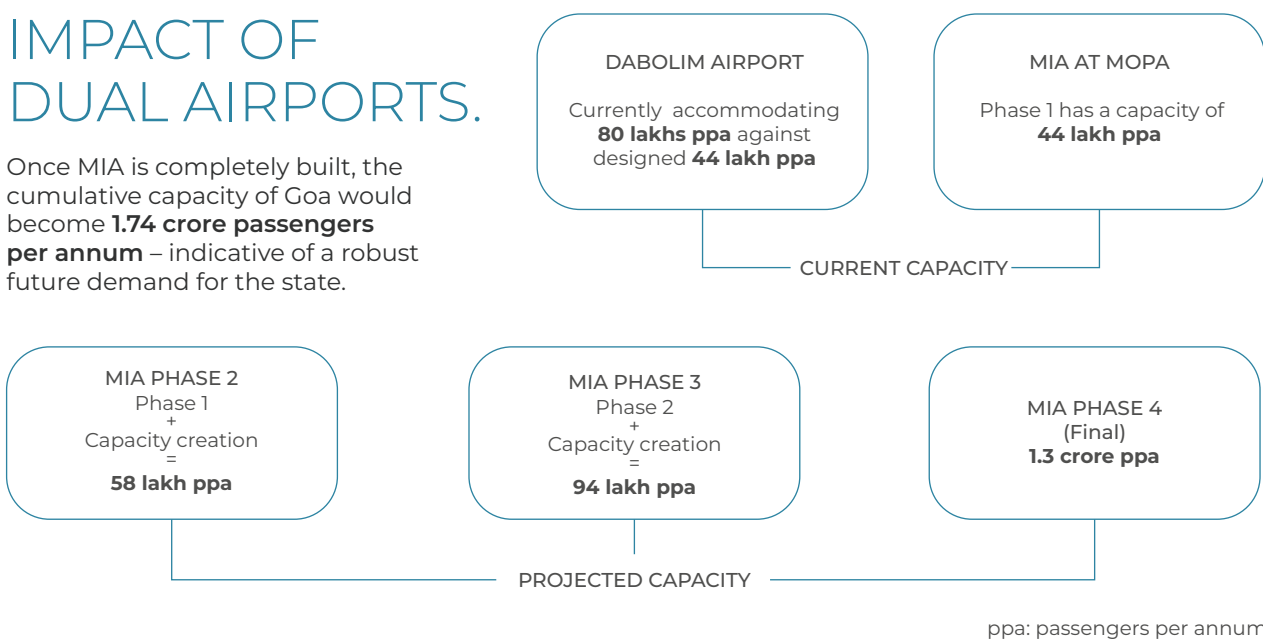 IMPACT OF
DUAL AIRPORTS.
Once MIA is completely built, the
cumulative capacity of Goa would
become 1.74 crore passengers
per annum – indicative of a robust
future demand for the state.
DABOLIM AIRPORT
Currently accommodating
80 lakhs ppa against
designed 44 lakh ppa
MIA AT MOPA
Phase 1 has a capacity of
44 lakh ppa
CURRENT CAPACITY
MIA PHASE 2
Phase 1
+
Capacity creation
=
58 lakh ppa
MIA PHASE 3
Phase 2
+
Capacity creation
=
94 lakh ppa
MIA PHASE 4
(Final)
1.3 crore ppa
PROJECTED CAPACITY
ppa: passengers per annum